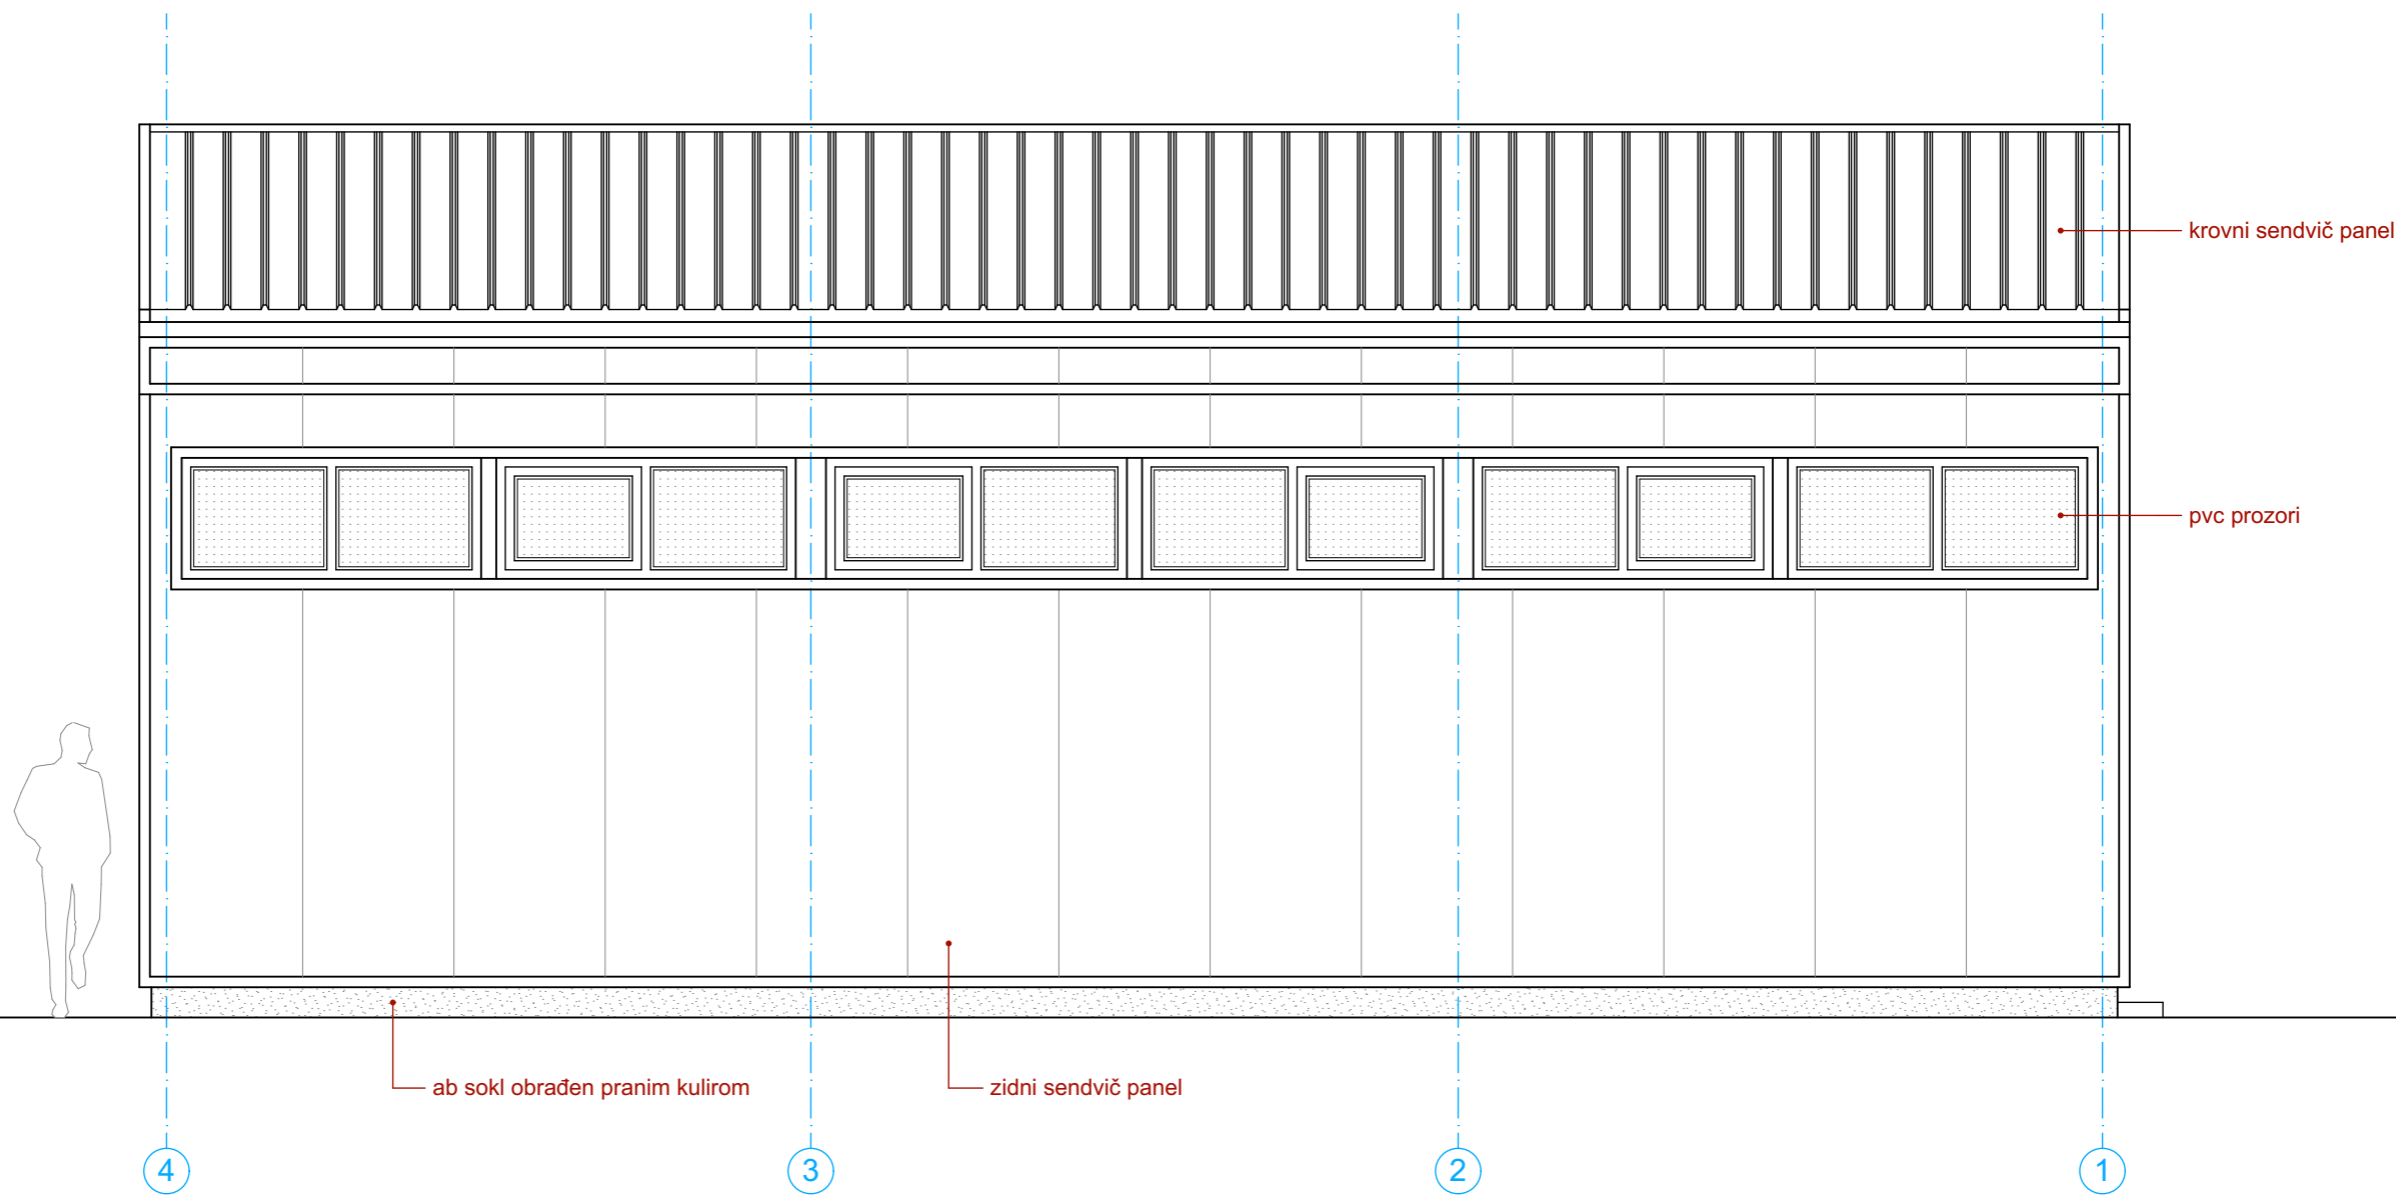 krovni sendvič panel
pvc prozori
ab sokl obrađen pranim kulirom
zidni sendvič panel
4
3
2
1